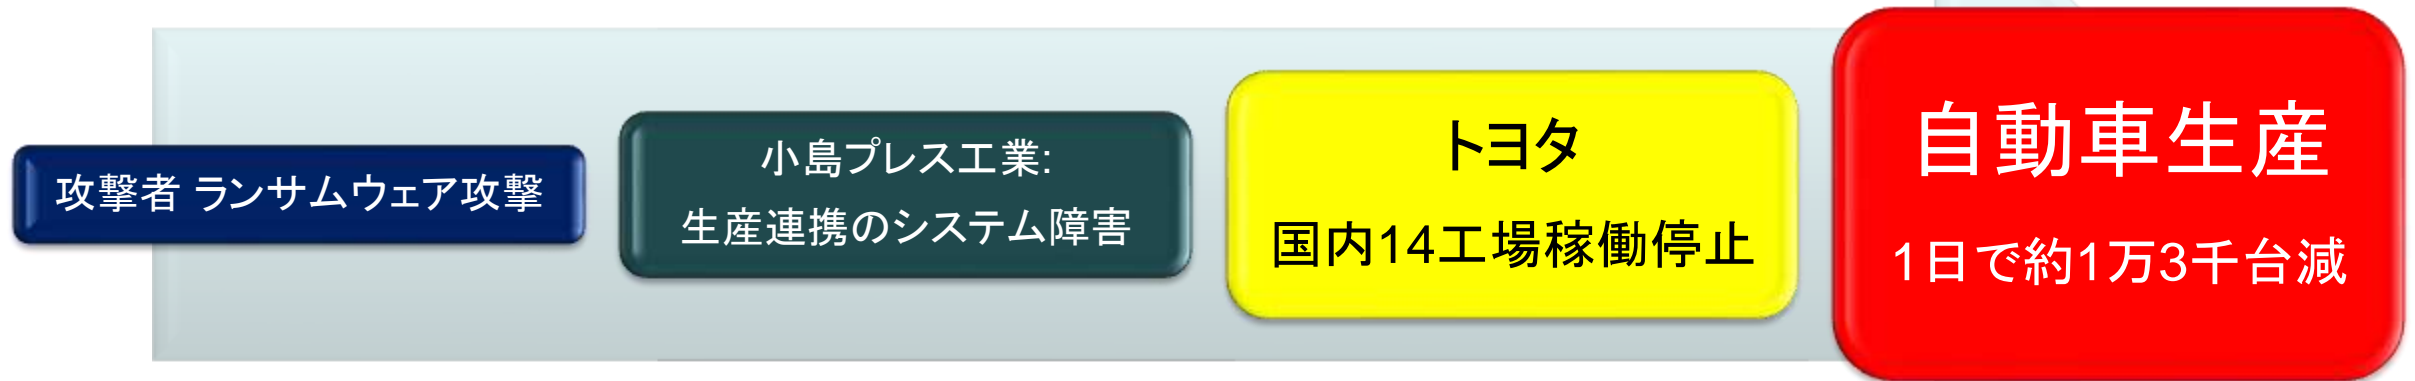 攻撃者 ランサムウェア攻撃
小島プレス工業:
生産連携のシステム障害
トヨタ
国内14工場稼働停止
自動車生産
1日で約1万3千台減